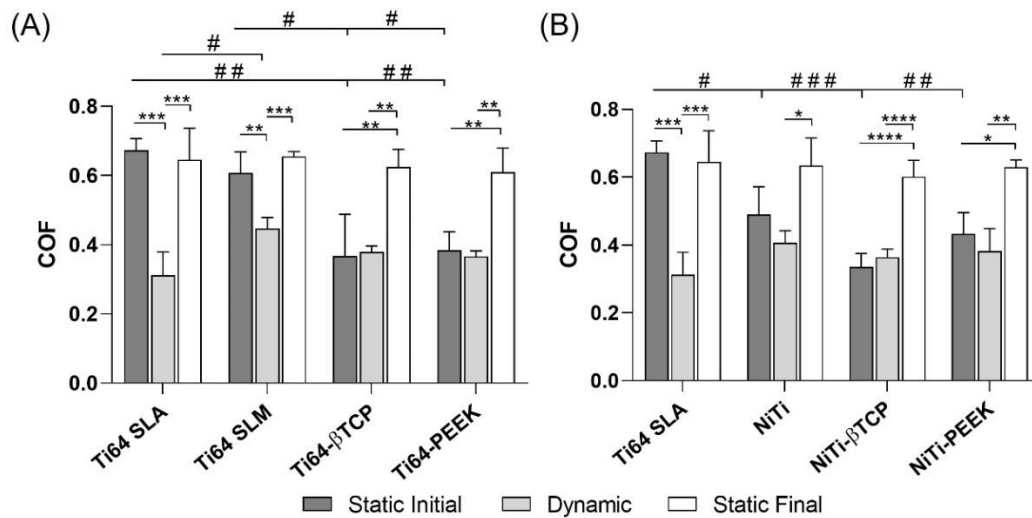 (A)
# #
#
## ##
*** *** ** *** ** ** ** **
COF
0.8
0.6
0.4
0.2
0.0
Ti64 SLA
Ti64 SLM
Ti64-βTCP
Ti64-PEEK
(B)
# ### ##
*** *** * **** **** ** *
COF
0.8
0.6
0.4
0.2
0.0
Ti64 SLA
NiTi
NiTi-βTCP
NiTi-PEEK
Static Initial Dynamic Static Final